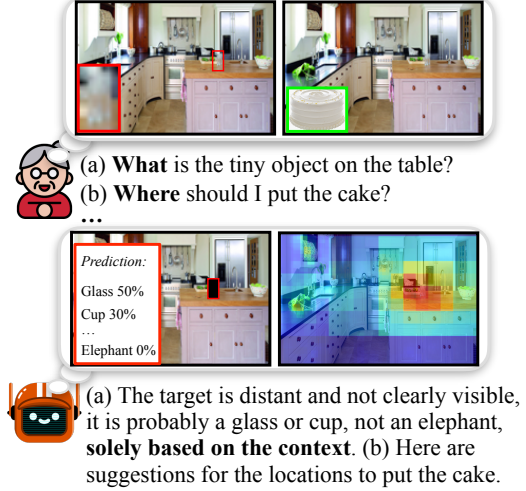 (a) What is the tiny object on the table?
(b) Where should I put the cake?
...
Prediction:
Glass 50%
Cup 30%
...
Elephant 0%
(a) The target is distant and not clearly visible,
it is probably a glass or cup, not an elephant,
solely based on the context. (b) Here are
suggestions for the locations to put the cake.